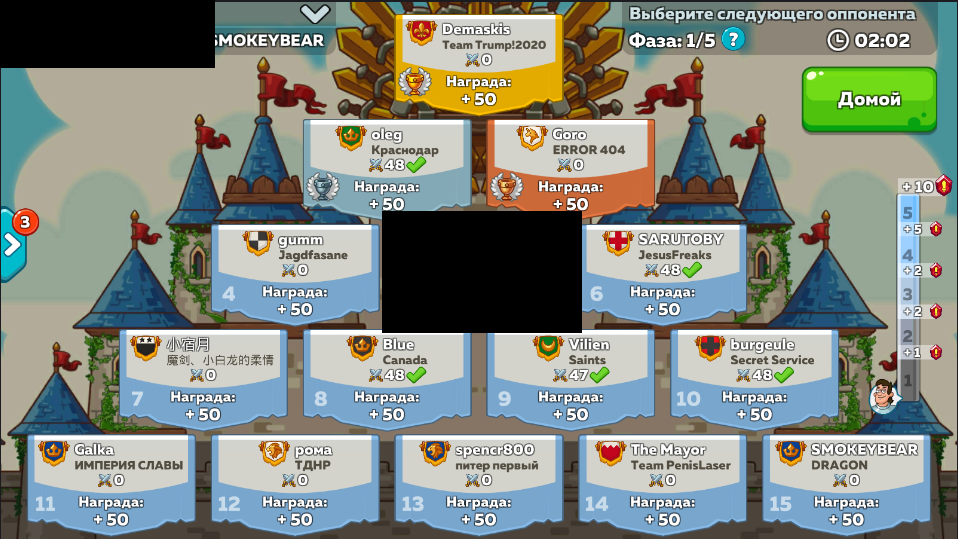 SMOKEYBEAR
Выберите следующего оппонента
Фаза: 1/5 ?
02:02
Домой
Demaskis
Team Trump!2020
0
Награда:
+ 50
oleg
Краснодар
48
Награда:
+ 50
Goro
ERROR 404
0
Награда:
+ 50
3
gumm
Jagdfasane
0
4 Награда:
+ 50
SARUTOBY
JesusFreaks
48
6 Награда:
+ 50
小宿月
魔剑、小白龙的柔情
0
7 Награда:
+ 50
Blue
Canada
48
8 Награда:
+ 50
Vilien
Saints
47
9 Награда:
+ 50
burgeule
Secret Service
48
10 Награда:
+ 50
Galka
ИМПЕРИЯ СЛАВЫ
0
11 Награда:
+ 50
рома
ТДНР
0
12 Награда:
+ 50
spencr800
питер первый
0
13 Награда:
+ 50
The Mayor
Team PenisLaser
0
14 Награда:
+ 50
SMOKEYBEAR
DRAGON
0
15 Награда:
+ 50
+ 10
5
+ 5
4
+ 2
3
+ 2
2
+ 1
1